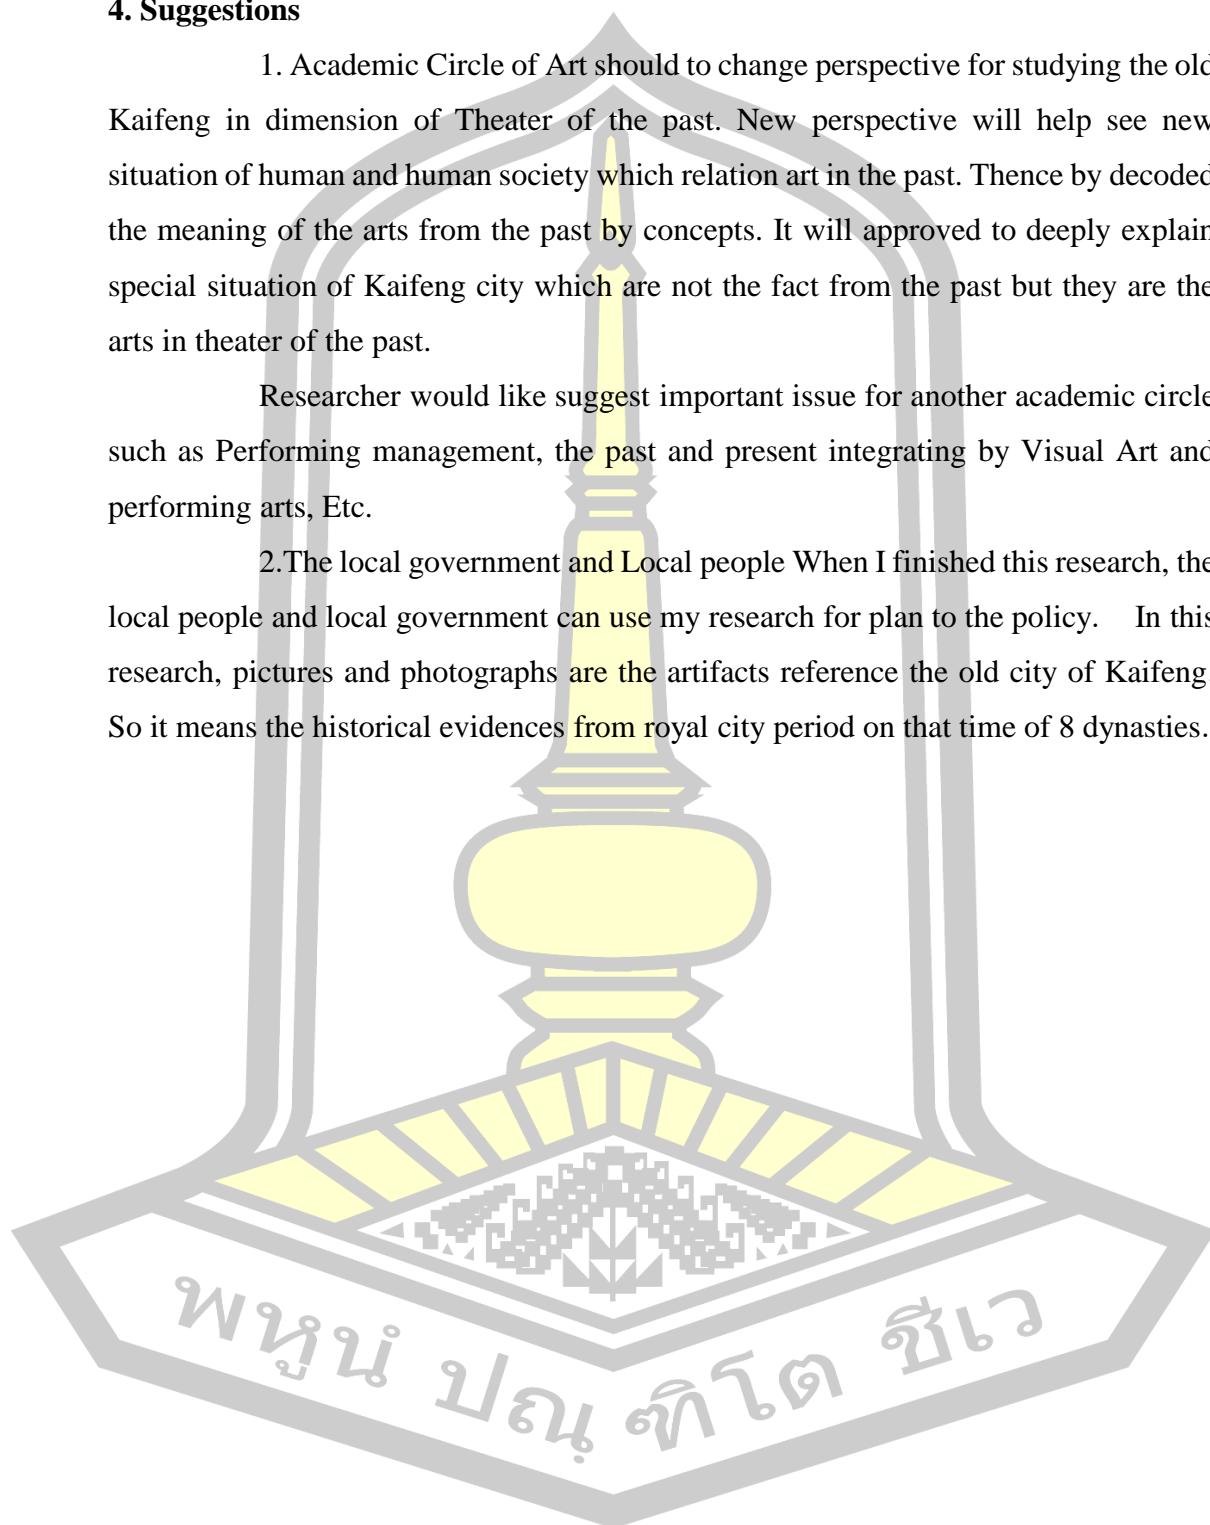 4. Suggestions
1. Academic Circle of Art should to change perspective for studying the old
Kaifeng in dimension of Theater of the past. New perspective will help see new
situation of human and human society which relation art in the past. Thence by decoded
the meaning of the arts from the past by concepts. It will approved to deeply explain
special situation of Kaifeng city which are not the fact from the past but they are the
arts in theater of the past.
Researcher would like suggest important issue for another academic circle
such as Performing management, the past and present integrating by Visual Art and
performing arts, Etc.
2.The local government and Local people When I finished this research, the
local people and local government can use my research for plan to the policy. In this
research, pictures and photographs are the artifacts reference the old city of Kaifeng.
So it means the historical evidences from royal city period on that time of 8 dynasties.
พหูนํ ปณฺ ฑิโต ชีเว